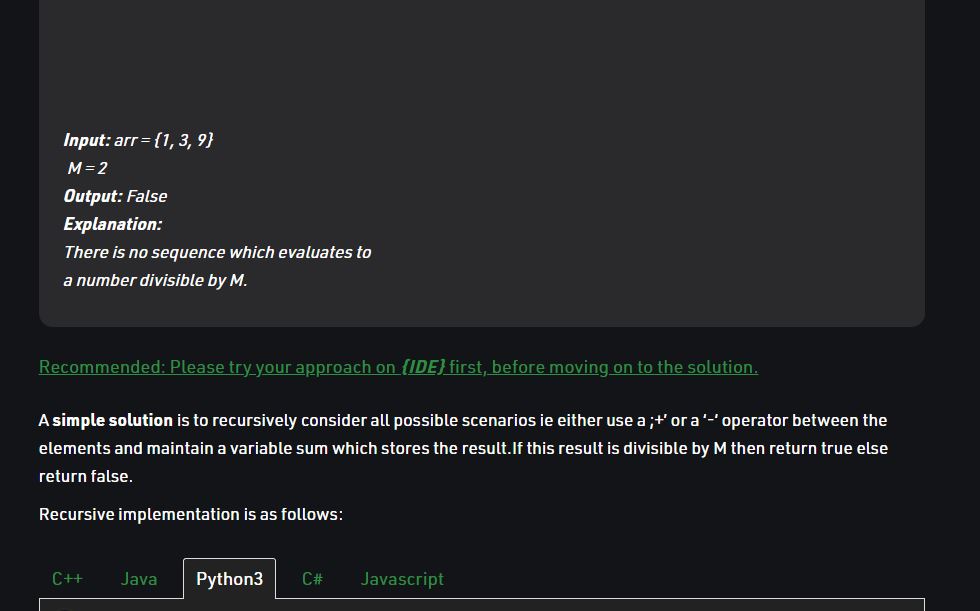 Input: arr = {1, 3, 9}
M = 2
Output: False
Explanation:
There is no sequence which evaluates to
a number divisible by M.
Recommended: Please try your approach on {IDE} first, before moving on to the solution.
A simple solution is to recursively consider all possible scenarios ie either use a ;+’ or a ‘-’ operator between the
elements and maintain a variable sum which stores the result.If this result is divisible by M then return true else
return false.
Recursive implementation is as follows:
C++ Java Python3 C# Javascript